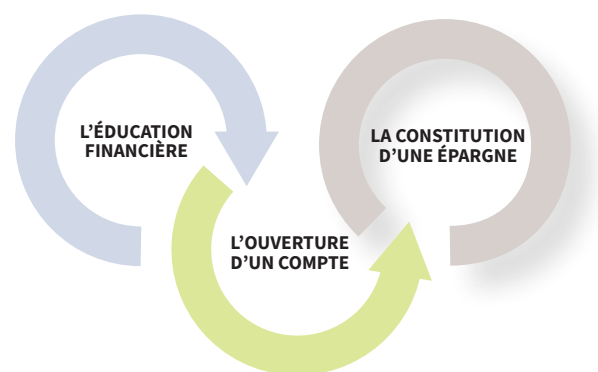 L'ÉDUCATION
FINANCIÈRE
L'OUVERTURE
D'UN COMPTE
LA CONSTITUTION
D'UNE ÉPARGNE